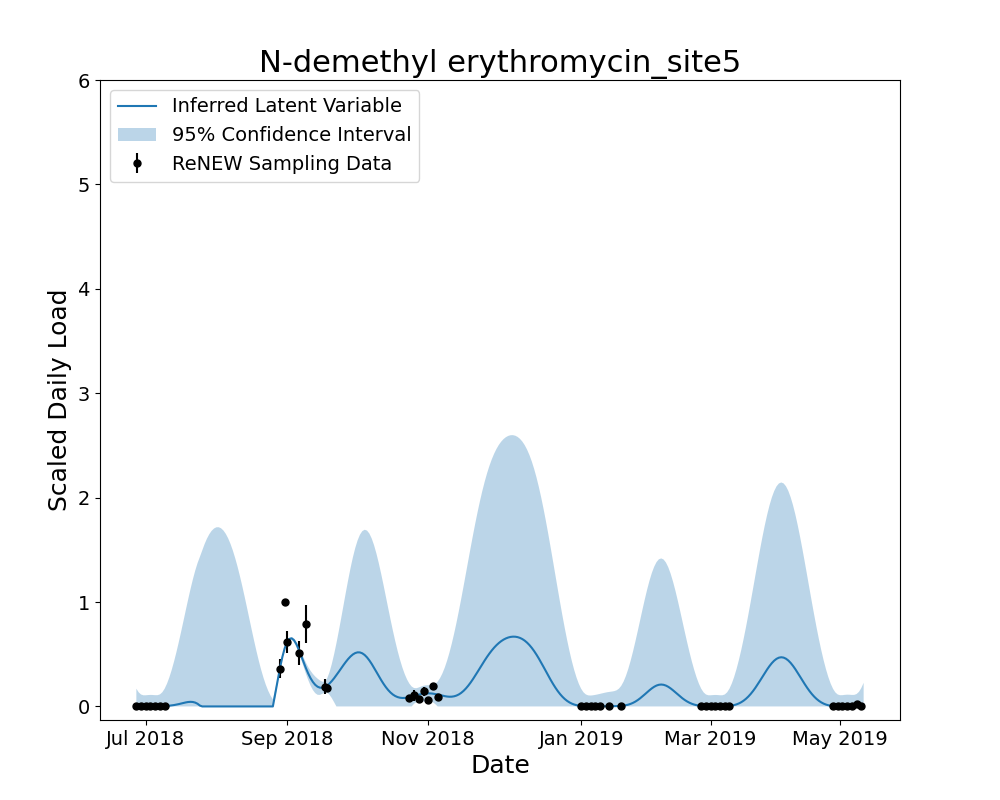 N-demethyl erythromycin_site5
Inferred Latent Variable
95% Confidence Interval
ReNEW Sampling Data
Scaled Daily Load
6
5
4
3
2
1
0
Jul 2018 Sep 2018 Nov 2018 Jan 2019 Mar 2019 May 2019
Date